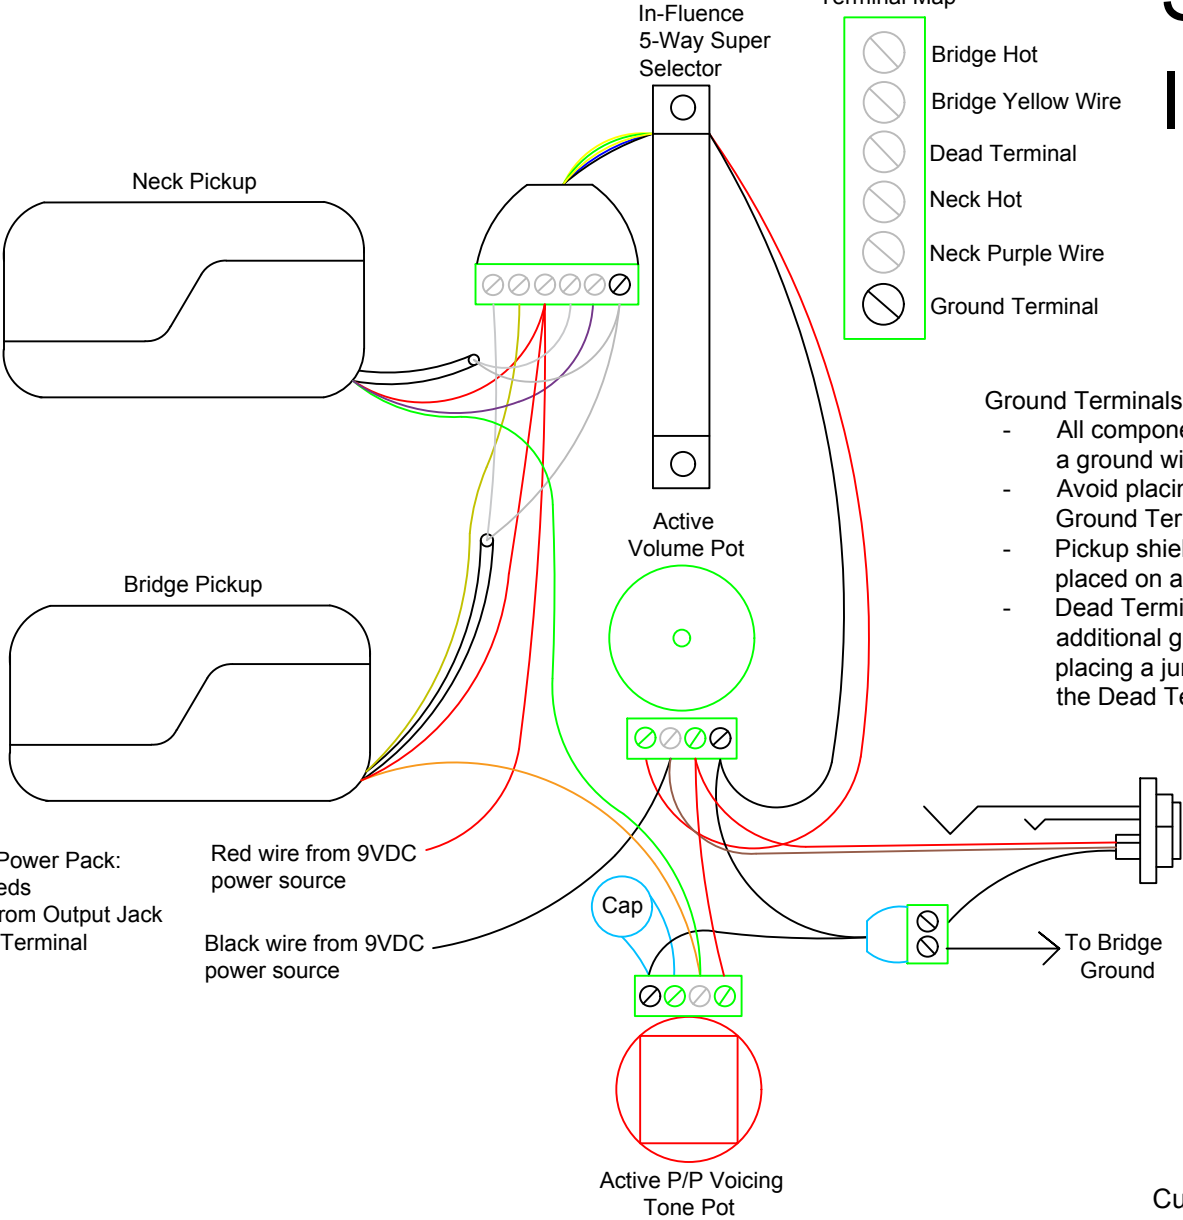 In-Fluence
5-Way Super
Selector
Terminal Map
Bridge Hot
Bridge Yellow Wire
Dead Terminal
Neck Hot
Neck Purple Wire
Ground Terminal
Neck Pickup
Ground Terminals
- All
- a ground
- Avoid
- Ground
- Pickup
- placed on a
- Dead
- additional
- placing a
- the Dead
Active
Volume Pot
Bridge Pickup
Power Pack:
from Output Jack
Terminal
Red wire from 9VDC
power source
Black wire from 9VDC
power source
Cap
To Bridge
Ground
Active P/P Voicing
Tone Pot